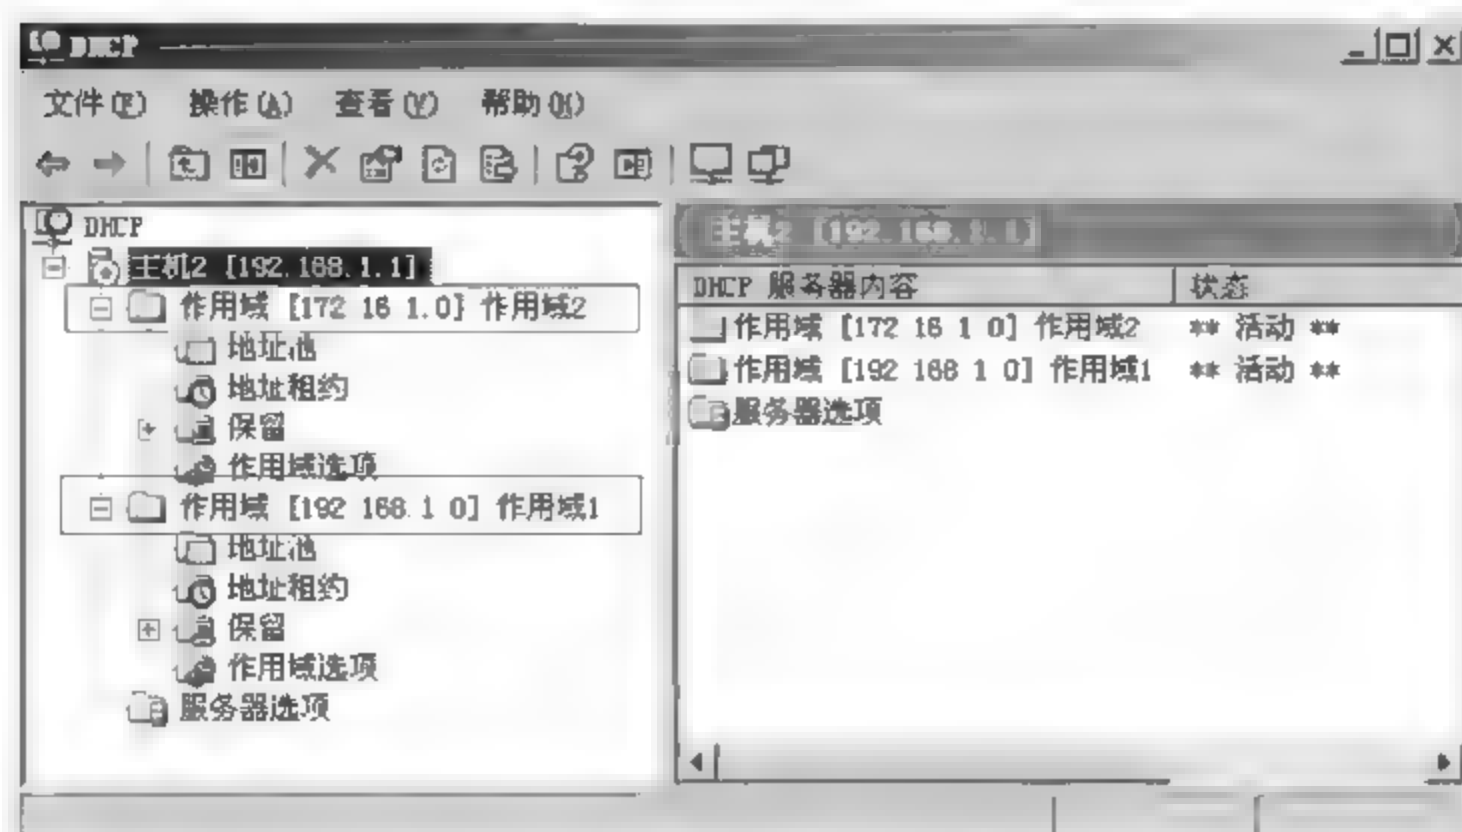 DHCP
文件(F) 操作(A) 查看(V) 帮助(H)
DHCP
主机2 [192.168.1.1]
作用域 [172 16 1.0] 作用域2
地址池
地址租约
保留
作用域选项
作用域 [192 168.1 0] 作用域1
地址池
地址租约
保留
作用域选项
服务器选项
主机2 [192.168.1.1]
DHCP 服务器内容 状态
作用域 [172 16 1 0] 作用域2 ** 活动 **
作用域 [192 168 1 0] 作用域1 ** 活动 **
服务器选项